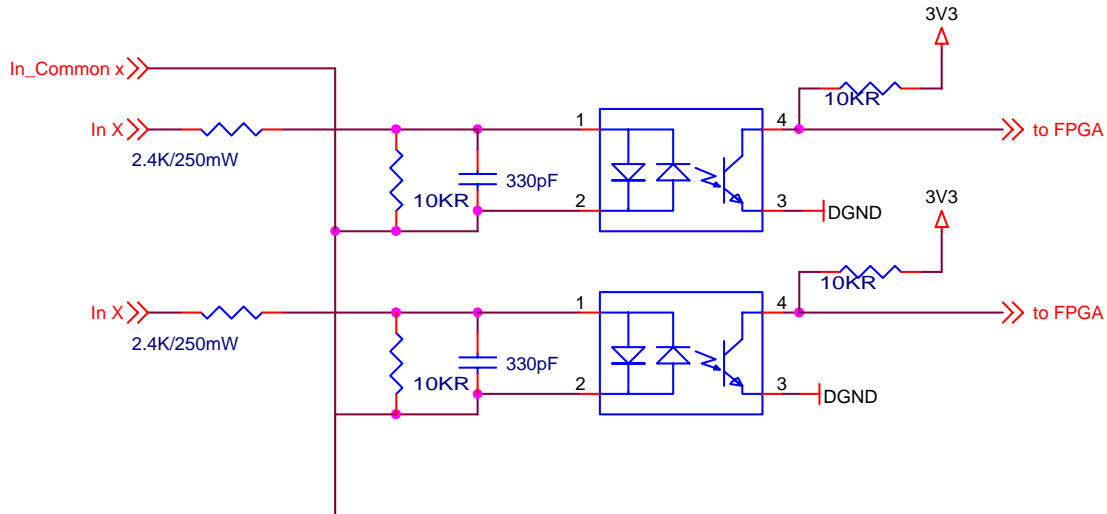 3V3
In_Common x
10KR
In X
1
4
to FPGA
2.4K/250mW
330pF
10KR
2
3
DGND
3V3
10KR
In X
1
4
to FPGA
2.4K/250mW
330pF
10KR
2
3
DGND